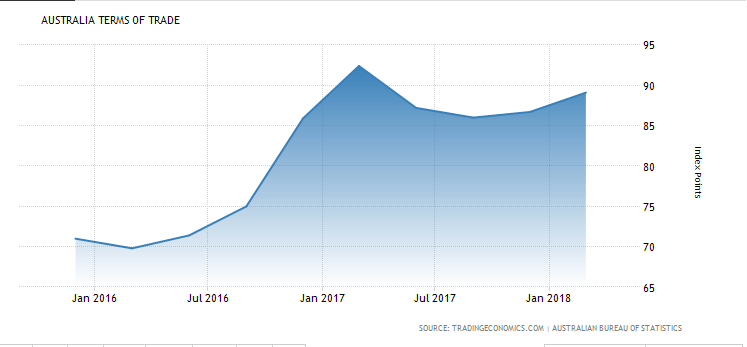 AUSTRALIA TERMS OF TRADE
95
90
85
80
75
70
65
Index Points
Jan 2016 Jul 2016 Jan 2017 Jul 2017 Jan 2018
SOURCE: TRADINGECONOMICS.COM | AUSTRALIAN BUREAU OF STATISTICS